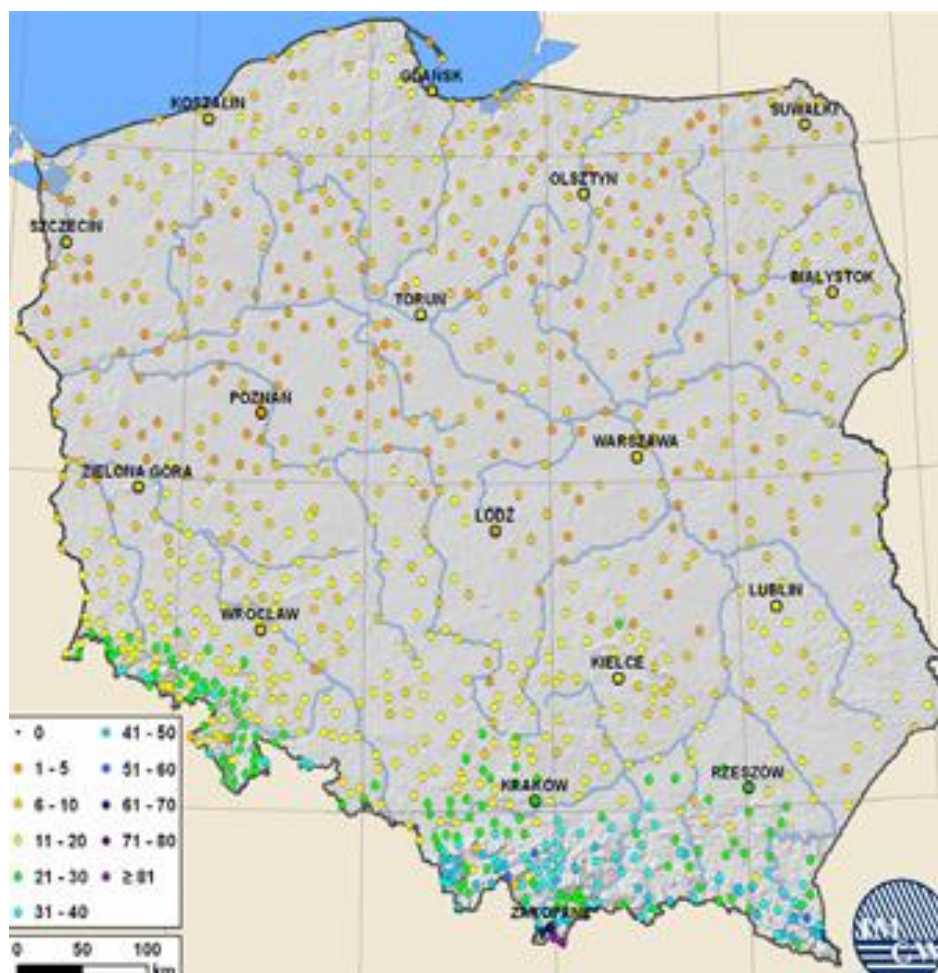 GDAŃSK
KOSZALIN
SUWAŁKI
OLSZTYN
SZCZECIN
BIAŁYSTOK
TORUŃ
POZNAŃ
WARSZAWA
ZIELONA GÓRA
ŁÓDŹ
LUBLIN
WROCŁAW
KIELCE
0
41 - 50
1 - 5
51 - 60
6 - 10
61 - 70
11 - 20
71 - 80
21 - 30
≥ 81
31 - 40
KRAKÓW
RZESZÓW
ZAKOPANE
0 50 100
km
IM
GW